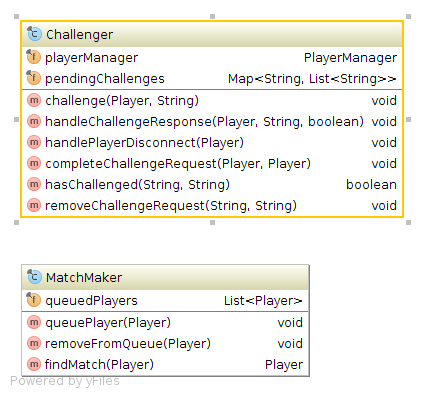 Challenger
playerManager PlayerManager
pendingChallenges Map<String, List<String>>
challenge(Player, String) void
handleChallengeResponse(Player, String, boolean) void
handlePlayerDisconnect(Player) void
completeChallengeRequest(Player, Player) void
hasChallenged(String, String) boolean
removeChallengeRequest(String, String) void
MatchMaker
queuedPlayers List<Player>
queuePlayer(Player) void
removeFromQueue(Player) void
findMatch(Player) Player
Powered by yFiles